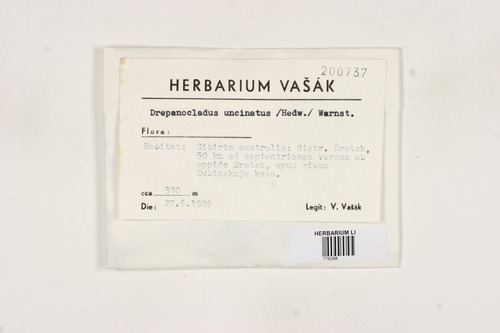 200737
HERBARIUM VAŠÁK
Drepanocladus uncinatus /Hedw./ Warnst.
Flora:
Habitat: Sibiria australis: distr. Bratsk,
50 km ad septentriones versus ab
oppido Bratsk, apud rivum
Dubinskaja
cca 380 m
Die: 27.6.1985 Legit: V. Vašák
HERBARIUM LI